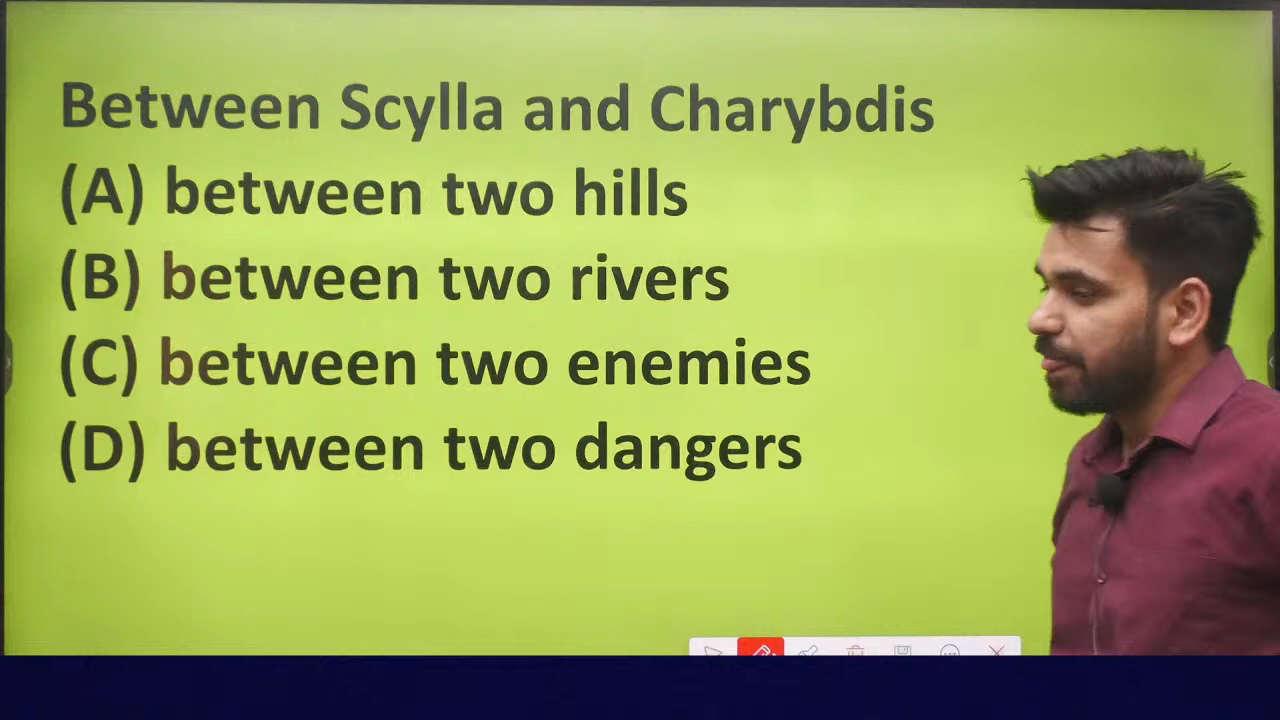 Between Scylla and Charybdis
(A) between two hills
(B) between two rivers
(C) between two enemies
(D) between two dangers